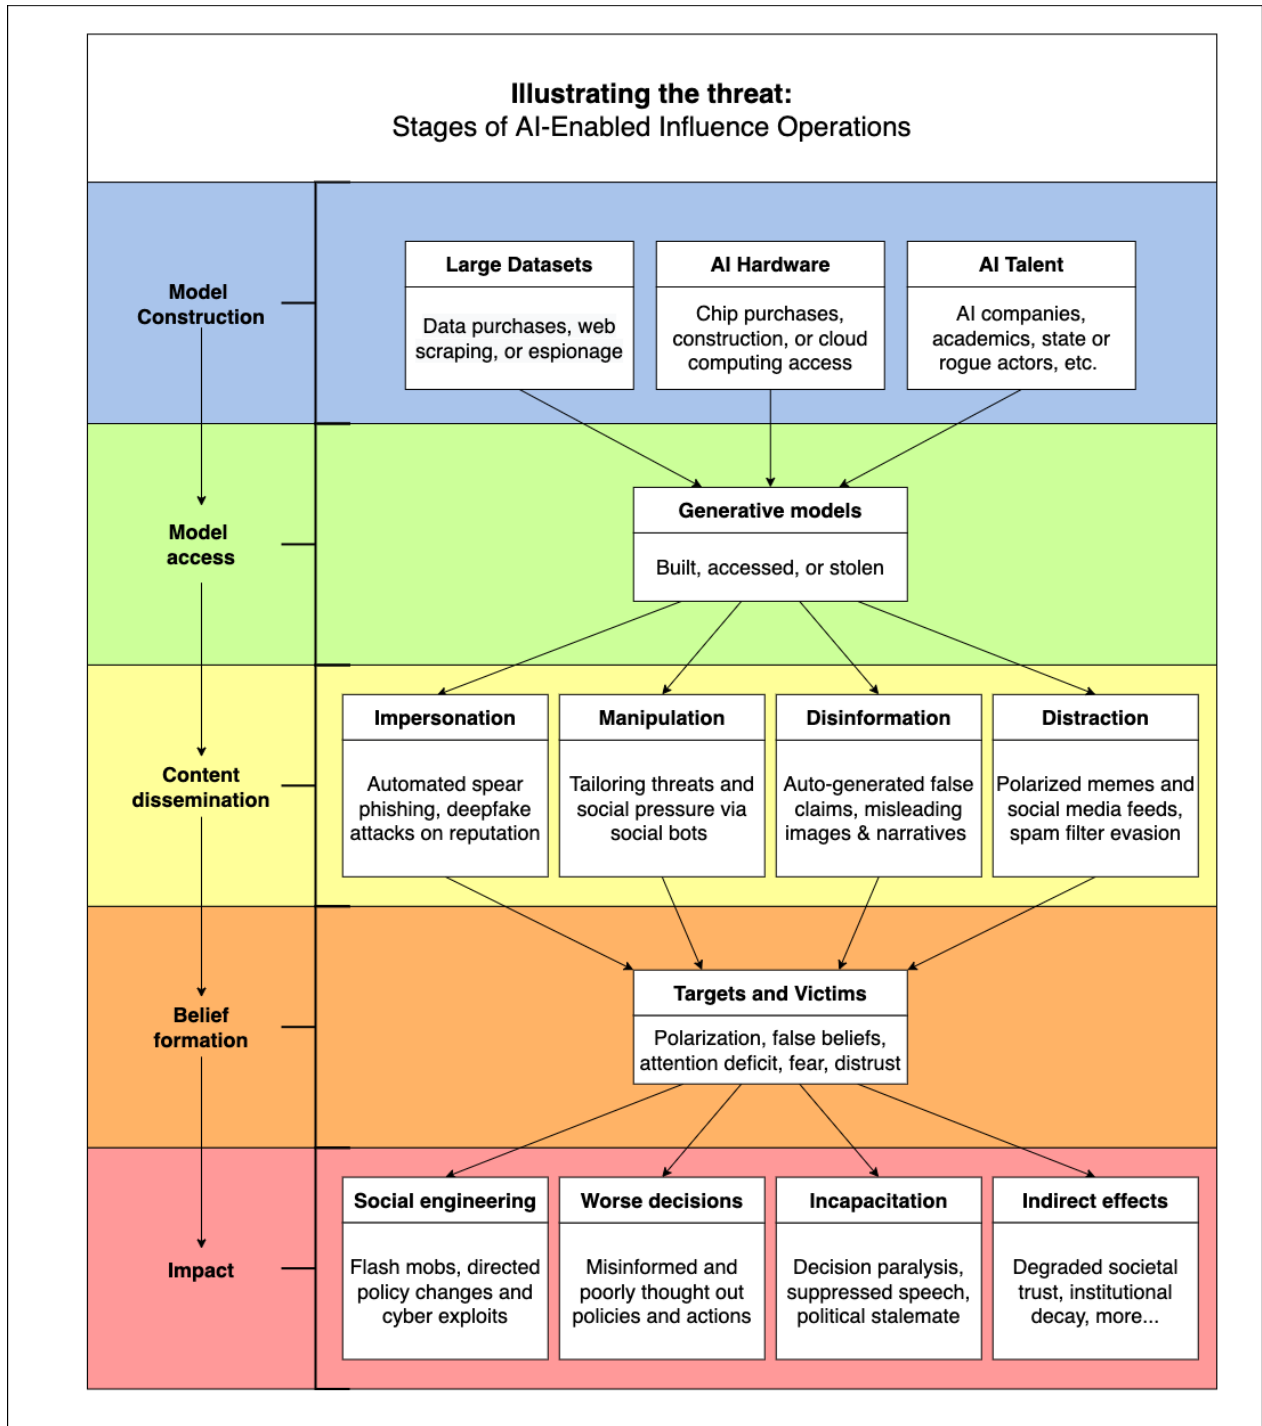 Illustrating the threat:
Stages of AI-Enabled Influence Operations
Model
Construction
Large Datasets
Data purchases, web
scraping, or espionage
AI Hardware
Chip purchases,
construction, or cloud
computing access
AI Talent
AI companies,
academics, state or
rogue actors, etc.
Model
access
Generative models
Built, accessed, or stolen
Content
dissemination
Impersonation
Automated spear
phishing, deepfake
attacks on reputation
Manipulation
Tailoring threats and
social pressure via
social bots
Disinformation
Auto-generated false
claims, misleading
images & narratives
Distraction
Polarized memes and
social media feeds,
spam filter evasion
Belief
formation
Targets and Victims
Polarization, false beliefs,
attention deficit, fear, distrust
Impact
Social engineering
Flash mobs, directed
policy changes and
cyber exploits
Worse decisions
Misinformed and
poorly thought out
policies and actions
Incapacitation
Decision paralysis,
suppressed speech,
political stalemate
Indirect effects
Degraded societal
trust, institutional
decay, more...